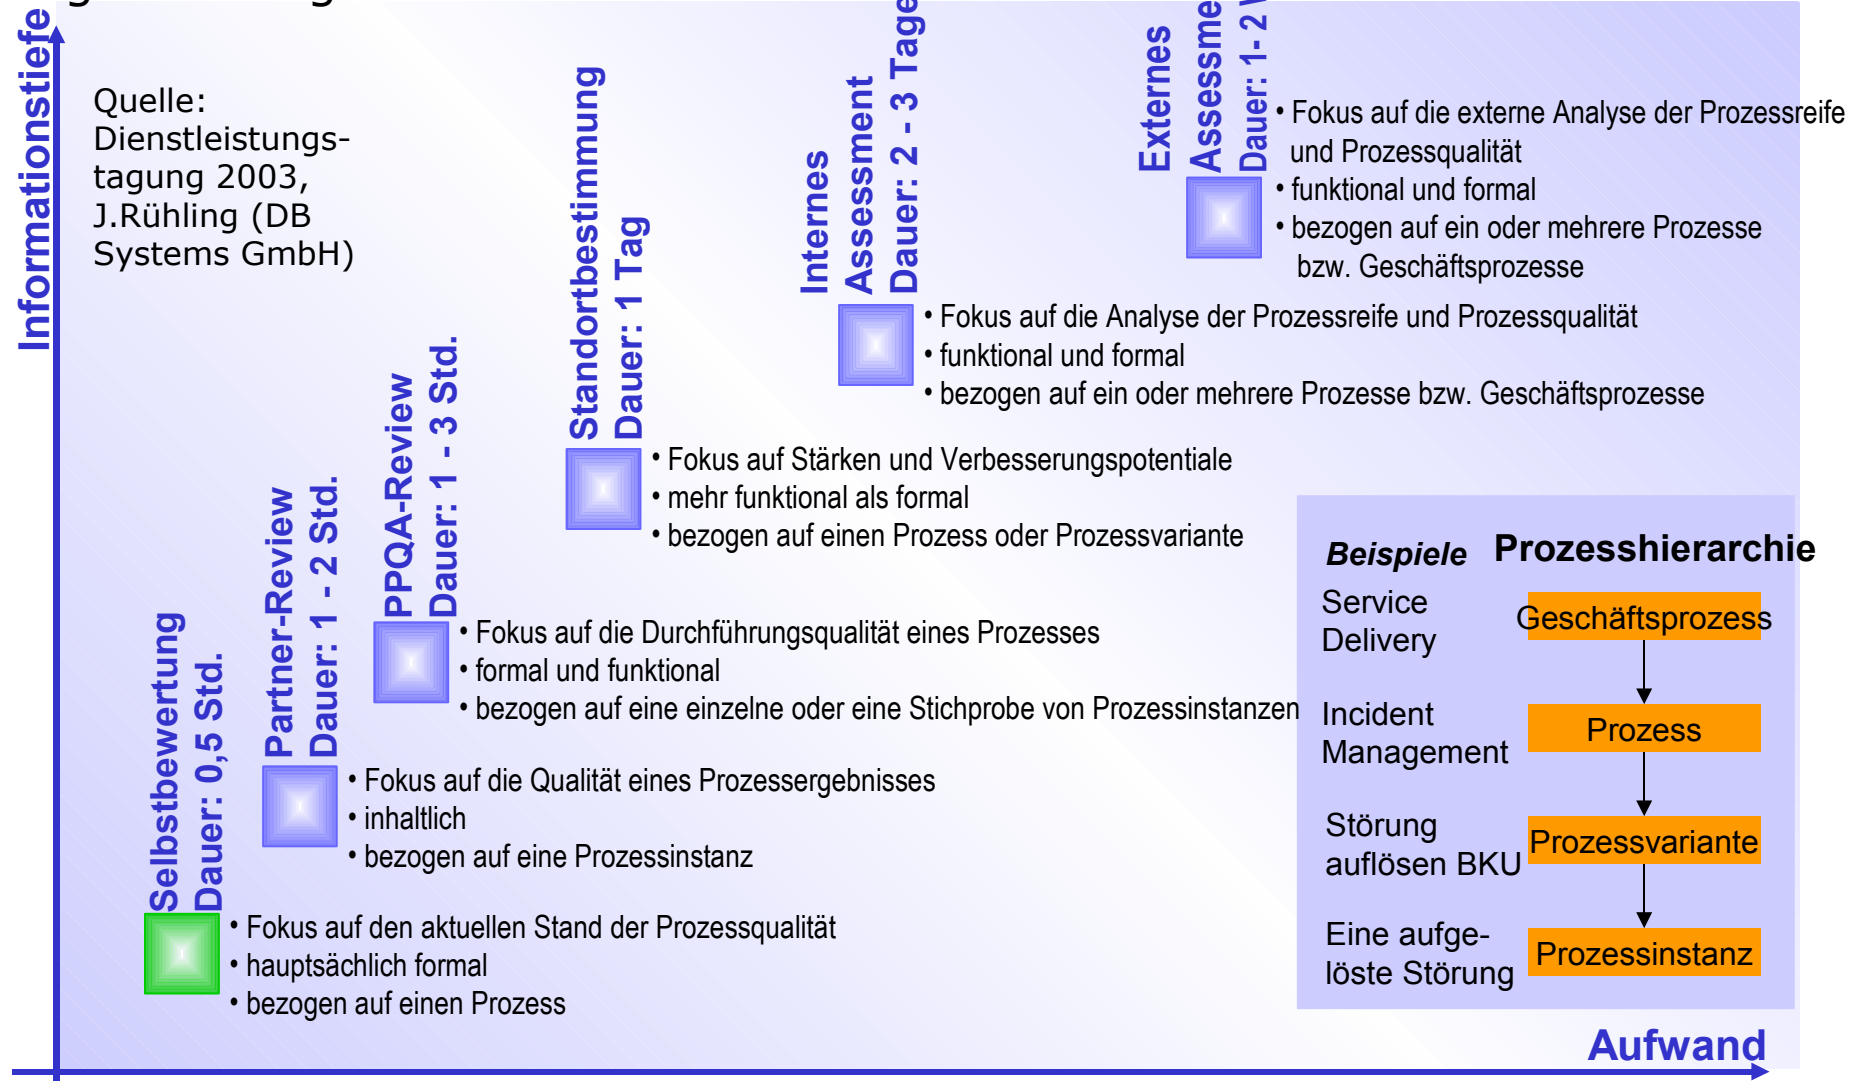 Informationstiefe
Quelle:
Dienstleistungs-
tagung 2003,
J.Rühling (DB
Systems GmbH)
Externes
Dauer: 1- 2
• Fokus auf die externe Analyse der Prozessreife
und Prozessqualität
• funktional und formal
• bezogen auf ein oder mehrere Prozesse
bzw. Geschäftsprozesse
Internes
Assessment
Dauer: 2 - 3 Tage
• Fokus auf die Analyse der Prozessreife und Prozessqualität
• funktional und formal
• bezogen auf ein oder mehrere Prozesse bzw. Geschäftsprozesse
Standortbestimmung
Dauer: 1 Tag
• Fokus auf Stärken und Verbesserungspotentiale
• mehr funktional als formal
• bezogen auf einen Prozess oder Prozessvariante
PPQA-Review
Dauer: 1 - 3 Std.
• Fokus auf die Durchführungsqualität eines Prozesses
• formal und funktional
• bezogen auf eine einzelne oder eine Stichprobe von Prozessinstanzen
Partner-Review
Dauer: 1 - 2 Std.
• Fokus auf die Qualität eines Prozessergebnisses
• inhaltlich
• bezogen auf eine Prozessinstanz
Selbstbewertung
Dauer: 0,5 Std.
• Fokus auf den aktuellen Stand der Prozessqualität
• hauptsächlich formal
• bezogen auf einen Prozess
Beispiele Prozesshierarchie
Service
Delivery
Geschäftsprozess
Incident
Management
Prozess
Störung
auflösen BKU
Prozessvariante
Eine aufge-
löste Störung
Prozessinstanz
Aufwand